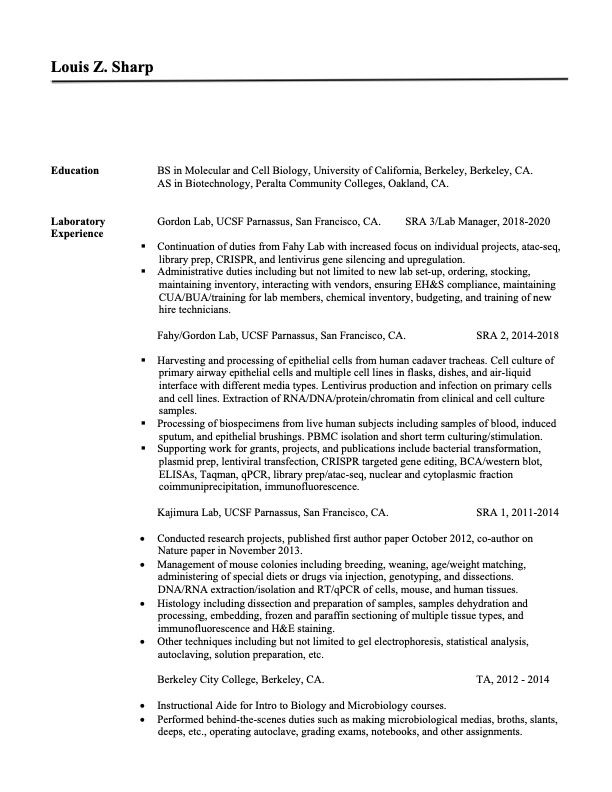 Louis Z. Sharp
Education BS in Molecular and Cell Biology, University of California, Berkeley, Berkeley, CA.
AS in Biotechnology, Peralta Community Colleges, Oakland, CA.
Laboratory Gordon Lab, UCSF Parnassus, San Francisco, CA. SRA 3/Lab Manager, 2018-2020
Experience
▪ Continuation of duties from Fahy Lab with increased focus on individual projects, atac-seq,
library prep, CRISPR, and lentivirus gene silencing and upregulation.
▪ Administrative duties including but not limited to new lab set-up, ordering, stocking,
maintaining inventory, interacting with vendors, ensuring EH&S compliance, maintaining
CUA/BUA/training for lab members, chemical inventory, budgeting, and training of new
hire technicians.
Fahy/Gordon Lab, UCSF Parnassus, San Francisco, CA. SRA 2, 2014-2018
▪ Harvesting and processing of epithelial cells from human cadaver tracheas. Cell culture of
primary airway epithelial cells and multiple cell lines in flasks, dishes, and air-liquid
interface with different media types. Lentivirus production and infection on primary cells
and cell lines. Extraction of RNA/DNA/protein/chromatin from clinical and cell culture
samples.
▪ Processing of biospecimens from live human subjects including samples of blood, induced
sputum, and epithelial brushings. PBMC isolation and short term culturing/stimulation.
▪ Supporting work for grants, projects, and publications include bacterial transformation,
plasmid prep, lentiviral transfection, CRISPR targeted gene editing, BCA/western blot,
ELISAs, Taqman, qPCR, library prep/atac-seq, nuclear and cytoplasmic fraction
coimmuniprecipitation, immunofluorescence.
Kajimura Lab, UCSF Parnassus, San Francisco, CA. SRA 1, 2011-2014
• Conducted research projects, published first author paper October 2012, co-author on
Nature paper in November 2013.
• Management of mouse colonies including breeding, weaning, age/weight matching,
administering of special diets or drugs via injection, genotyping, and dissections.
DNA/RNA extraction/isolation and RT/qPCR of cells, mouse, and human tissues.
• Histology including dissection and preparation of samples, samples dehydration and
processing, embedding, frozen and paraffin sectioning of multiple tissue types, and
immunofluorescence and H&E staining.
• Other techniques including but not limited to gel electrophoresis, statistical analysis,
autoclaving, solution preparation, etc.
Berkeley City College, Berkeley, CA. TA, 2012 - 2014
• Instructional Aide for Intro to Biology and Microbiology courses.
• Performed behind-the-scenes duties such as making microbiological medias, broths, slants,
deeps, etc., operating autoclave, grading exams, notebooks, and other assignments.